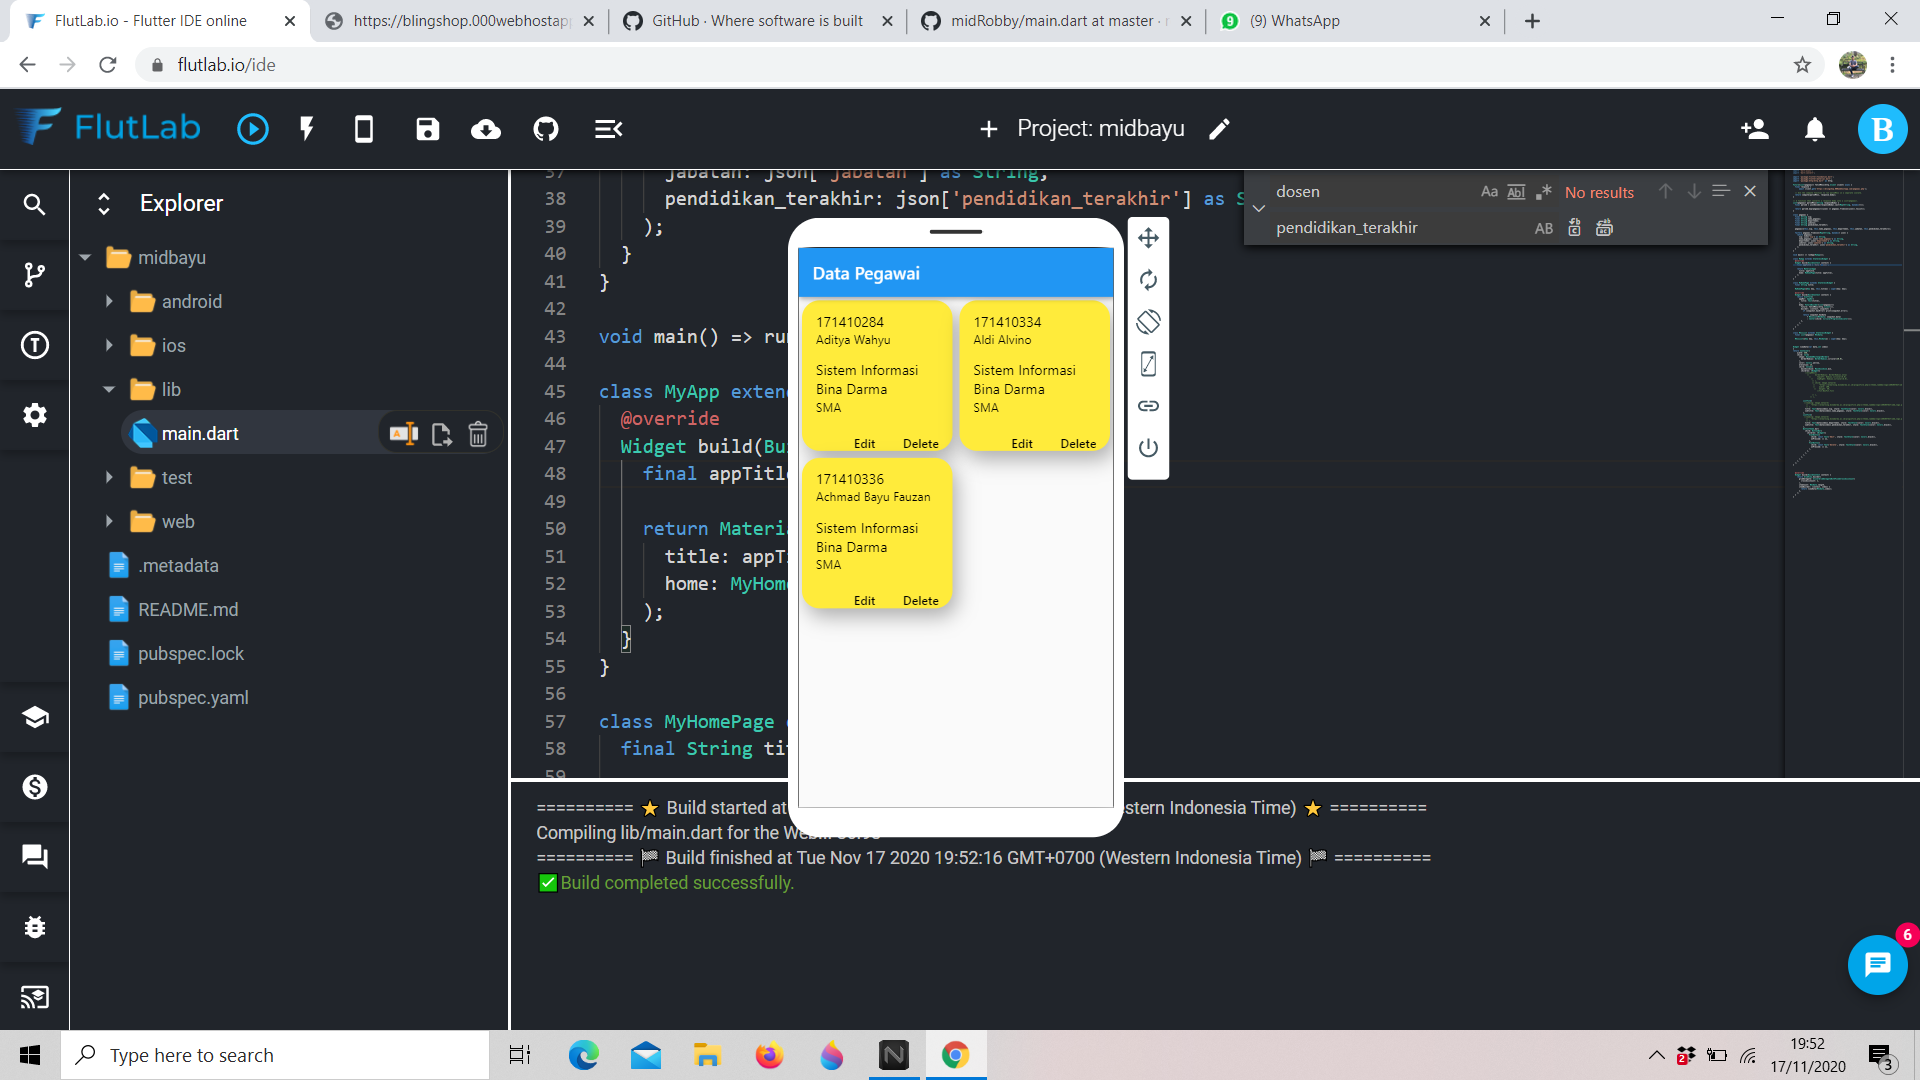 FlutLab.io - Flutter IDE online
https://blingshop.000webhostapp
GitHub · Where software is built
midRobby/main.dart at master ·
(9) WhatsApp
flutlab.io/ide
FlutLab
Project: midbayu
B
Explorer
midbayu
android
ios
lib
main.dart
test
web
.metadata
README.md
pubspec.lock
pubspec.yaml
37 jabatan: json['jabatan'] as String,
38 pendidikan_terakhir: json['pendidikan_terakhir'] as S
39 );
40 }
41 }
42
43 void main() => ru
44
45 class MyApp exten
46 @override
47 Widget build(Bu
48 final appTitl
49
50 return Materi
51 title: appT
52 home: MyHom
53 );
54 }
55 }
56
57 class MyHomePage
58 final String ti
59
dosen
Aa Abl .* No results
pendidikan_terakhir
AB
Data Pegawai
171410284
Aditya Wahyu
Sistem Informasi
Bina Darma
SMA
Edit Delete
171410334
Aldi Alvino
Sistem Informasi
Bina Darma
SMA
Edit Delete
171410336
Achmad Bayu Fauzan
Sistem Informasi
Bina Darma
SMA
Edit Delete
========== ⭐ Build started at
stern Indonesia Time) ⭐ ==========
Compiling lib/main.dart for the Web...
========== 🏁 Build finished at Tue Nov 17 2020 19:52:16 GMT+0700 (Western Indonesia Time) 🏁 ==========
✅ Build completed successfully.
6
Type here to search
2
19:52
17/11/2020
3